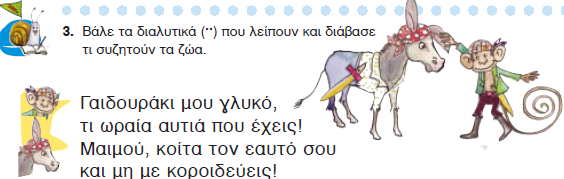 3. Βάλε τα διαλυτικά (¨) που λείπουν και διάβασε
τι συζητούν τα ζώα.
Γαιδουράκι μου γλυκό,
τι ωραία αυτιά που έχεις!
Μαιμού, κοίτα τον εαυτό σου
και μη με κοροιδεύεις!